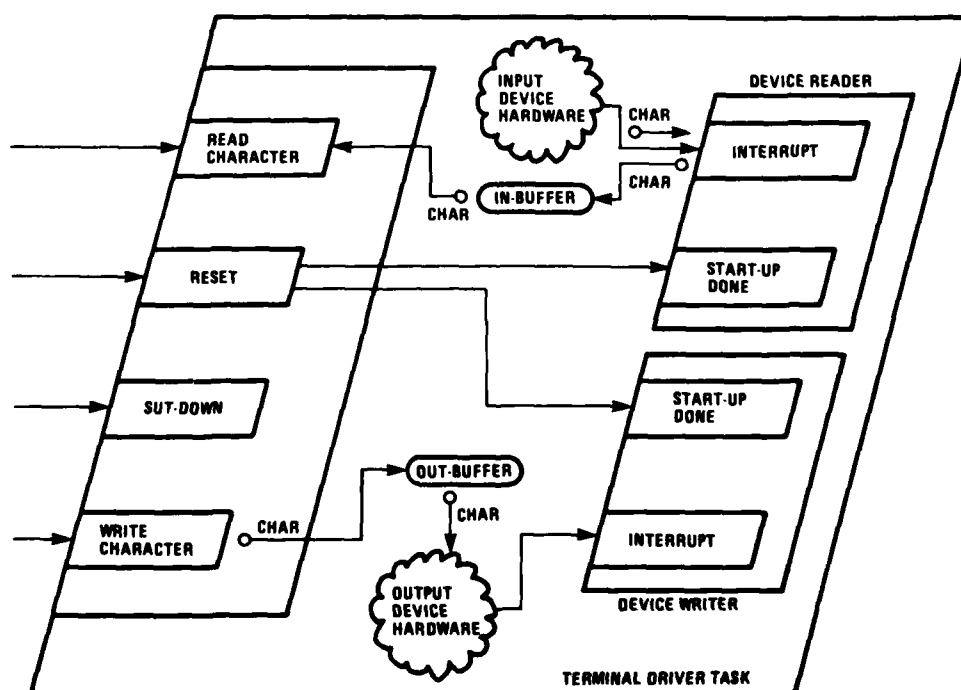 INPUT
DEVICE
HARDWARE
DEVICE READER
CHAR
READ
CHARACTER
INTERRUPT
CHAR
CHAR
IN-BUFFER
RESET
START-UP
DONE
SUT-DOWN
START-UP
DONE
OUT-BUFFER
CHAR
WRITE
CHARACTER
CHAR
INTERRUPT
OUTPUT
DEVICE
HARDWARE
DEVICE WRITER
TERMINAL DRIVER TASK